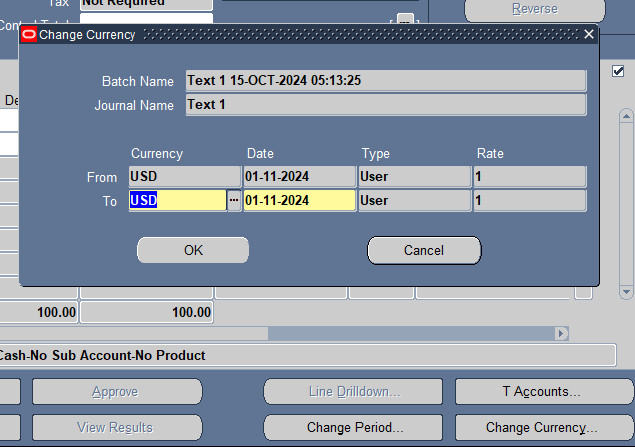 Tax Not Required
Reverse
Control Total [ ... ]
Change Currency
Batch Name Text 1 15-OCT-2024 05:13:25
De
Journal Name Text 1
Currency Date Type Rate
From USD 01-11-2024 User 1
To USD ... 01-11-2024 User 1
OK Cancel
100.00 100.00
Cash-No Sub Account-No Product
Approve Line Drilldown... T Accounts...
View Results Change Period... Change Currency...